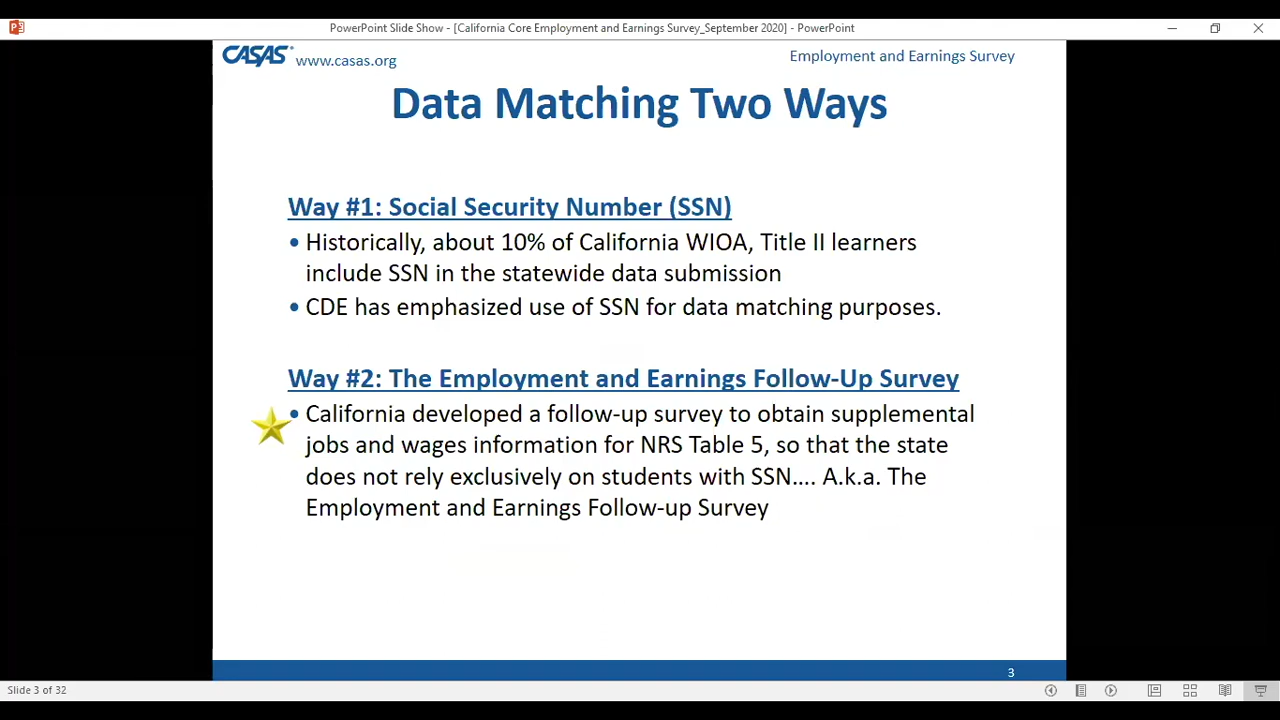 PowerPoint Slide Show - [California Core Employment and Earnings Survey_September 2020] - PowerPoint
CASAS www.casas.org
Employment and Earnings Survey
Data Matching Two Ways
Way #1: Social Security Number (SSN)
• Historically, about 10% of California WIOA, Title II learners
include SSN in the statewide data submission
• CDE has emphasized use of SSN for data matching purposes.
Way #2: The Employment and Earnings Follow-Up Survey
• California developed a follow-up survey to obtain supplemental
jobs and wages information for NRS Table 5, so that the state
does not rely exclusively on students with SSN.... A.k.a. The
Employment and Earnings Follow-up Survey
3
Slide 3 of 32